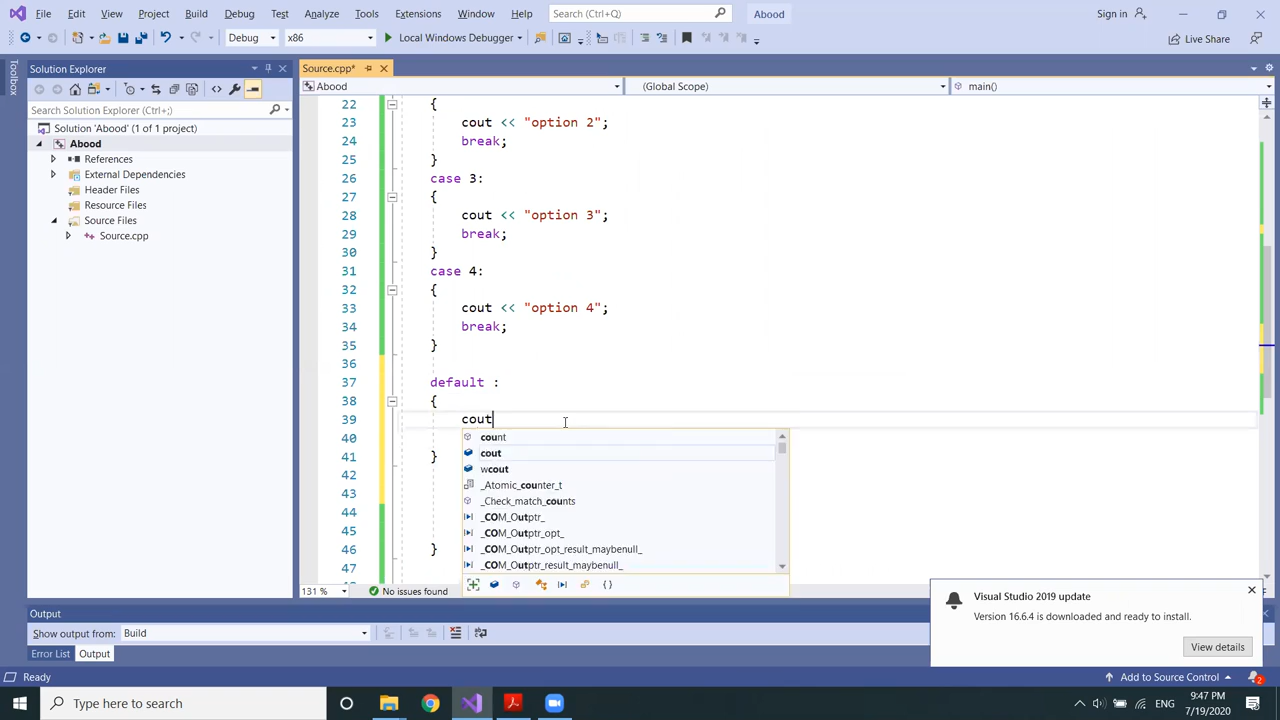 File Edit View Project Build Debug Test Analyze Tools Extensions Window Help Search (Ctrl+Q) Abood Sign in
Debug x86 Local Windows Debugger Live Share
Toolbox
Solution Explorer
Search Solution Explorer (Ctrl+;)
Solution 'Abood' (1 of 1 project)
Abood
References
External Dependencies
Header Files
Resource Files
Source Files
Source.cpp
Source.cpp*
Abood (Global Scope) main()
22 {
23 cout << "option 2";
24 break;
25 }
26 case 3:
27 {
28 cout << "option 3";
29 break;
30 }
31 case 4:
32 {
33 cout << "option 4";
34 break;
35 }
36
37 default :
38 {
39 cout
40
41 }
42
43
44
45
46 }
47
count
cout
wcout
_Atomic_counter_t
_Check_match_counts
_COM_Outptr_
_COM_Outptr_opt_
_COM_Outptr_opt_result_maybenull_
_COM_Outptr_result_maybenull_
131 % No issues found
Visual Studio 2019 update
Version 16.6.4 is downloaded and ready to install.
View details
Output
Show output from: Build
Error List Output
Ready Add to Source Control 2
Type here to search ENG 9:47 PM
7/19/2020 2